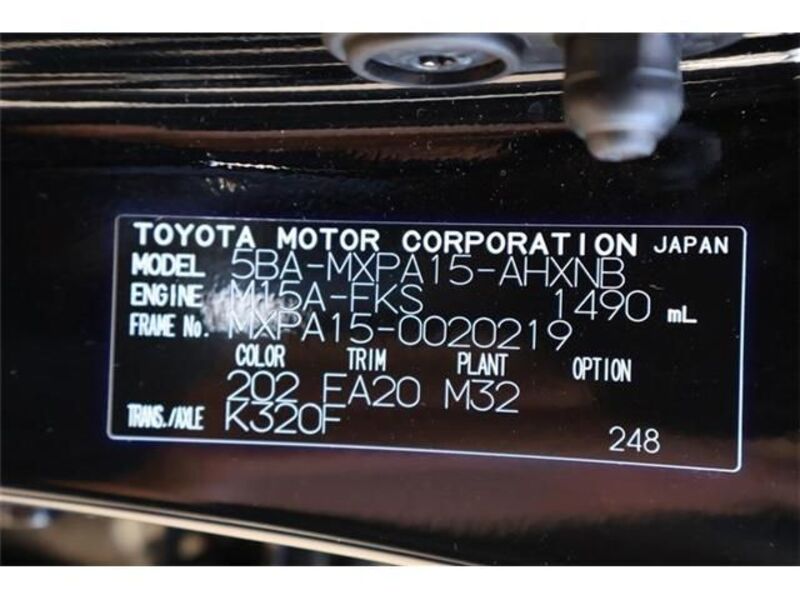 TOYOTA MOTOR CORPORATION JAPAN
MODEL 5BA-MXPA15-AHXNB
ENGINE M15A-FKS 1490 mL
FRAME No. MXPA15-0020219
COLOR TRIM PLANT OPTION
202 FA20 M32
TRANS./AXLE K320F
248